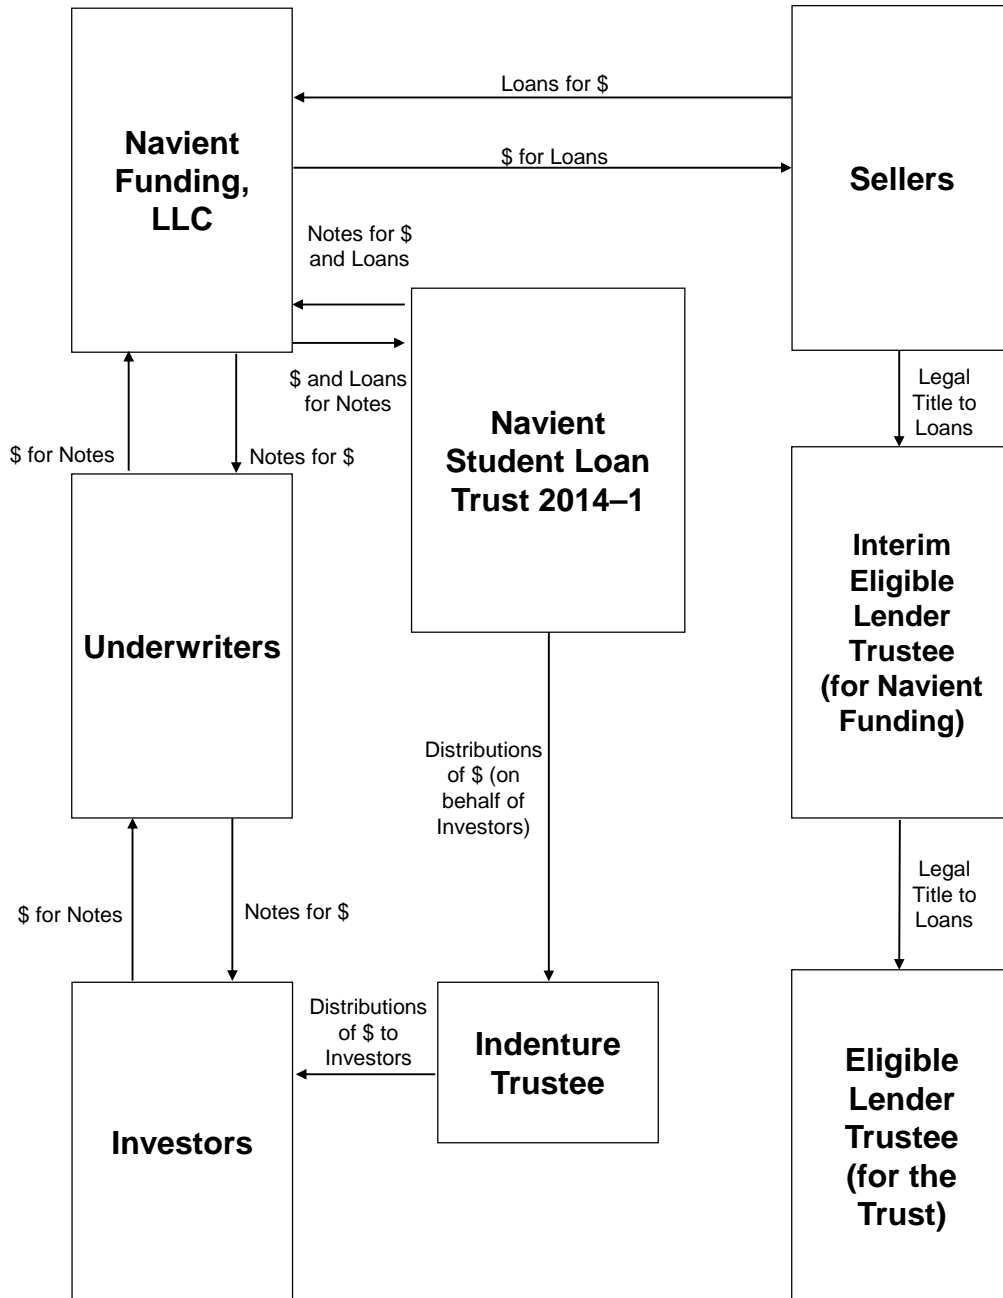 Loans for $
Navient
Funding,
LLC
$ for Loans
Sellers
Notes for $
and Loans
$ and Loans
for Notes
Legal
Title to
Loans
$ for Notes
Notes for $
Navient
Student Loan
Trust 2014–1
Interim
Eligible
Lender
Trustee
(for Navient
Funding)
Underwriters
Distributions
of $ (on
behalf of
Investors)
$ for Notes
Notes for $
Legal
Title to
Loans
Distributions
of $ to
Investors
Indenture
Trustee
Investors
Eligible
Lender
Trustee
(for the
Trust)